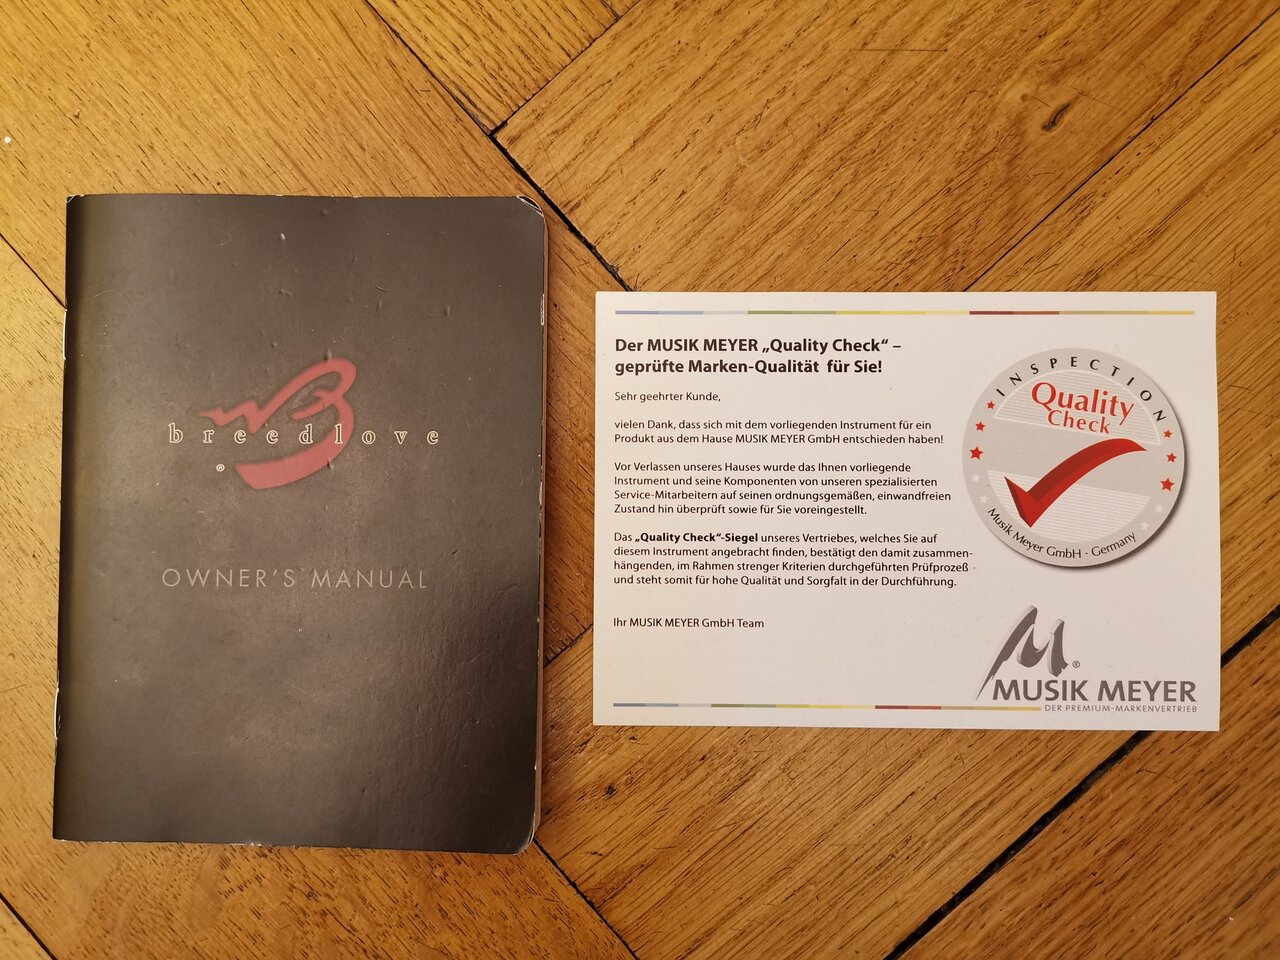 breedlove
®
OWNER'S MANUAL
Der MUSIK MEYER „Quality Check“ –
geprüfte Marken-Qualität für Sie!
Sehr geehrter Kunde,
vielen Dank, dass sich mit dem vorliegenden Instrument für ein
Produkt aus dem Hause MUSIK MEYER GmbH entschieden haben!
Vor Verlassen unseres Hauses wurde das Ihnen vorliegende
Instrument und seine Komponenten von unseren spezialisierten
Service-Mitarbeitern auf seinen ordnungsgemäßen, einwandfreien
Zustand hin überprüft sowie für Sie voreingestellt.
Das „Quality Check“-Siegel unseres Vertriebes, welches Sie auf
diesem Instrument angebracht finden, bestätigt den damit zusammen-
hängenden, im Rahmen strenger Kriterien durchgeführten Prüfprozeß
und steht somit für hohe Qualität und Sorgfalt in der Durchführung.
Ihr MUSIK MEYER GmbH Team
INSPECTION
Quality
Check
Musik Meyer GmbH · Germany
M®
MUSIK MEYER
DER PREMIUM-MARKENVERTRIEB